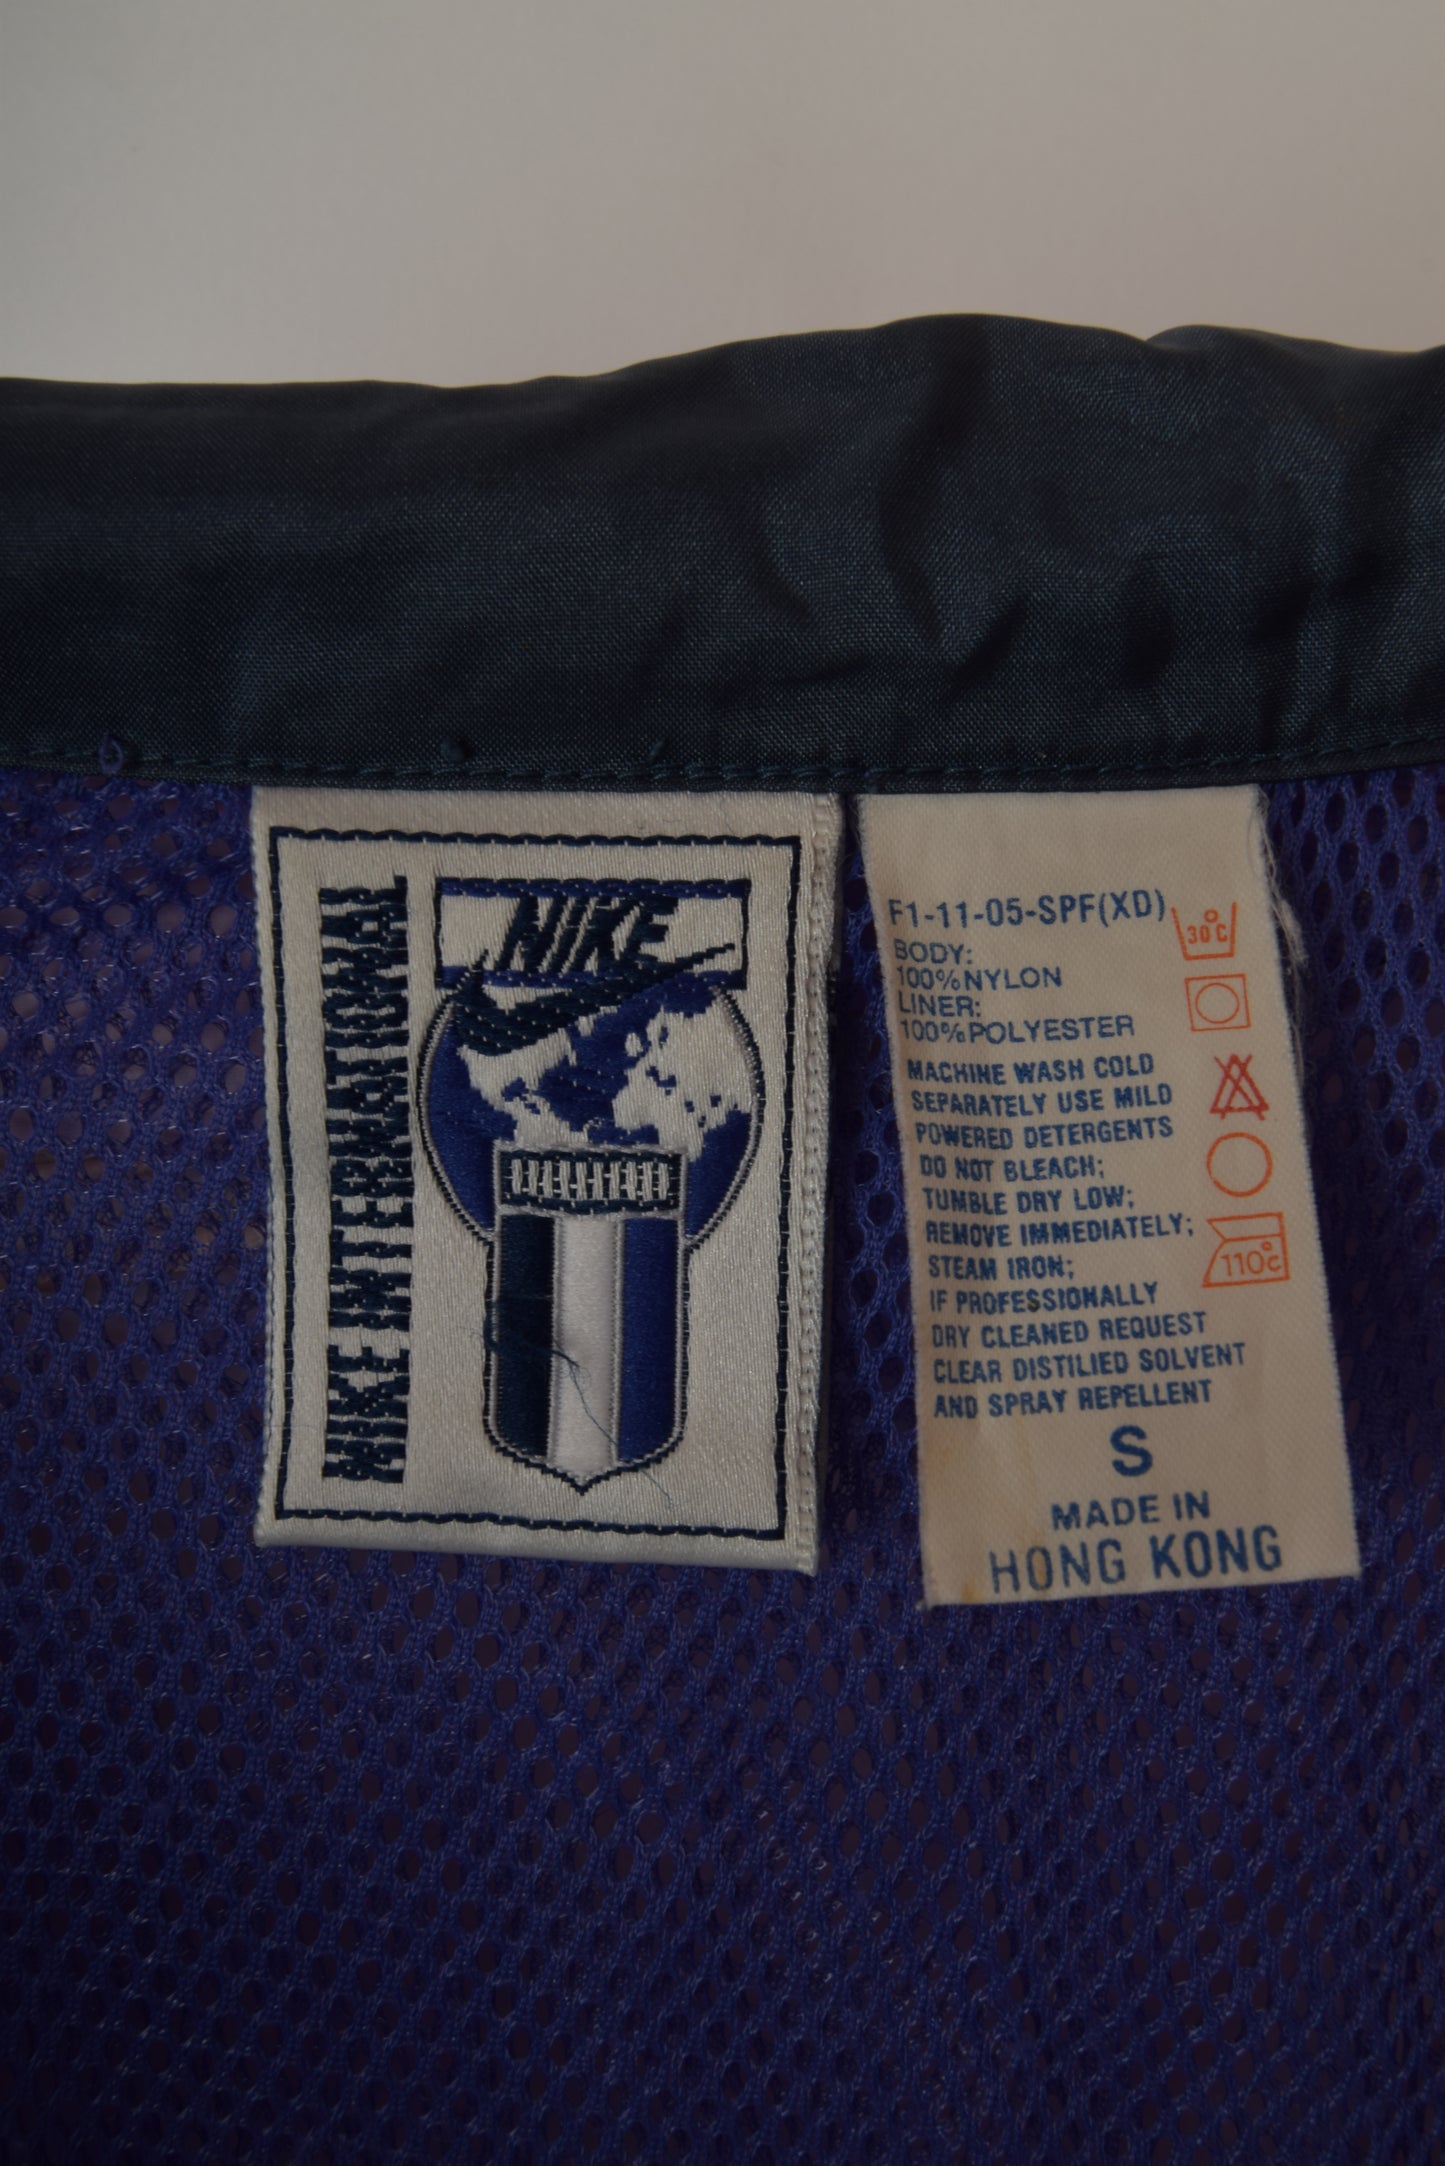 NIKE INTERNATIONAL
NIKE
F1-11-05-SPF(XD)
30°C
BODY:
100%NYLON
LINER:
100%POLYESTER
MACHINE WASH COLD
SEPARATELY USE MILD
POWERED DETERGENTS
DO NOT BLEACH;
TUMBLE DRY LOW;
REMOVE IMMEDIATELY;
STEAM IRON;
110°C
IF PROFESSIONALLY
DRY CLEANED REQUEST
CLEAR DISTILIED SOLVENT
AND SPRAY REPELLENT
S
MADE IN
HONG KONG